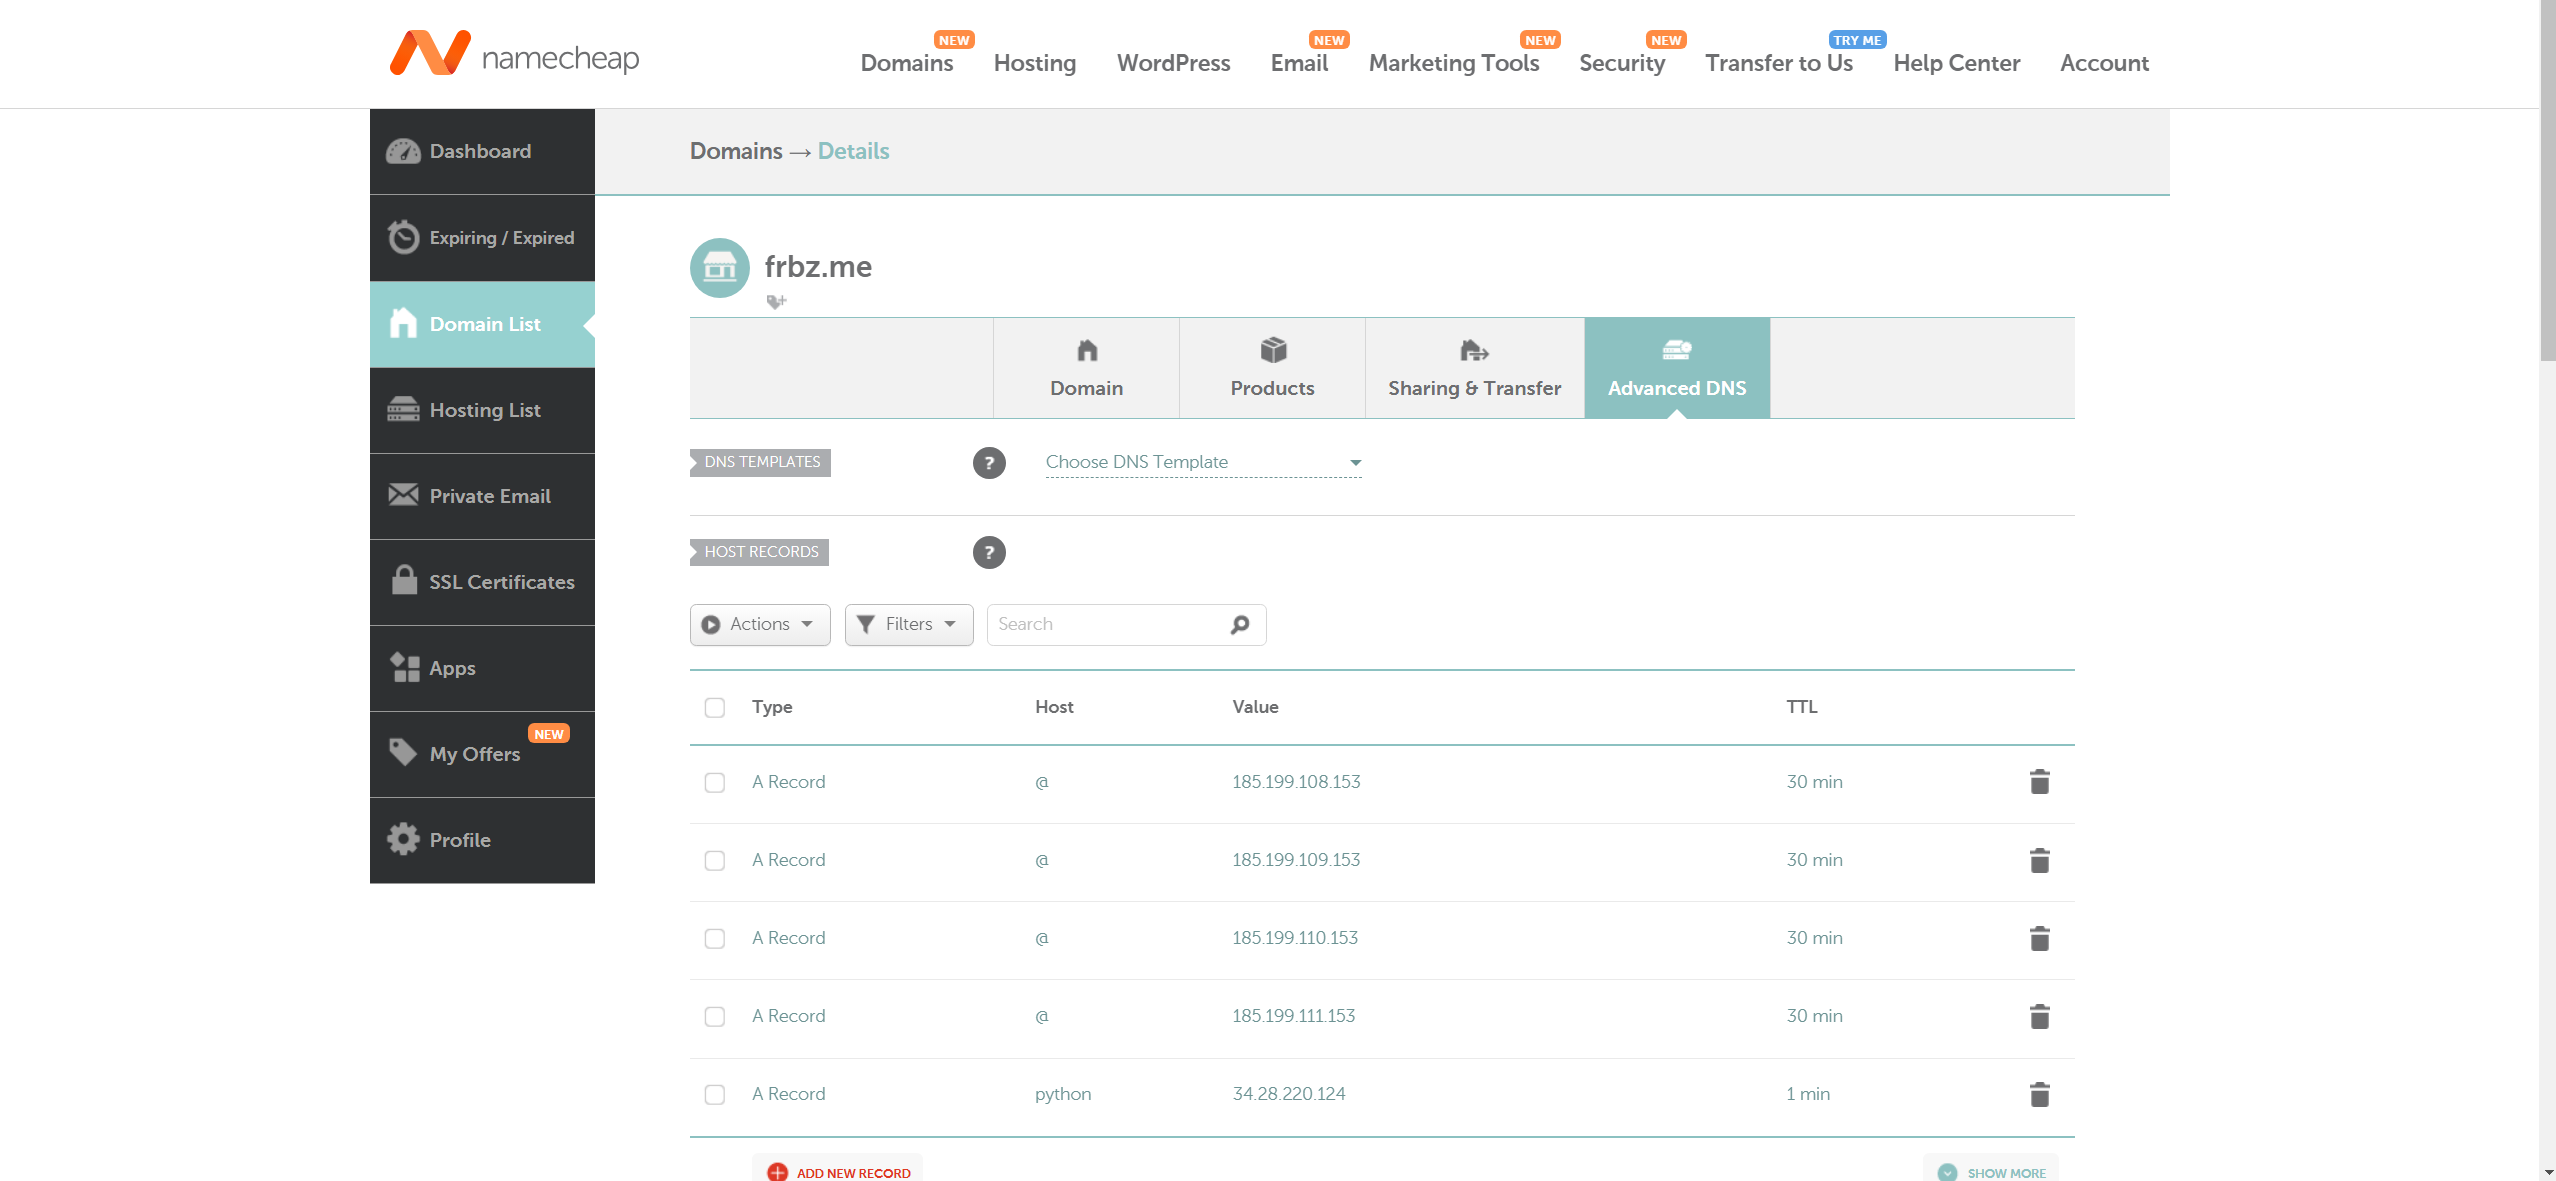 namecheap
Domains NEW
Hosting
WordPress
Email NEW
Marketing Tools NEW
Security NEW
Transfer to Us TRY ME
Help Center
Account
Dashboard
Expiring / Expired
Domain List
Hosting List
Private Email
SSL Certificates
Apps
My Offers NEW
Profile
Domains → Details
frbz.me
Domain
Products
Sharing & Transfer
Advanced DNS
DNS TEMPLATES ? Choose DNS Template
HOST RECORDS ?
Actions Filters Search
Type Host Value TTL
A Record @ 185.199.108.153 30 min
A Record @ 185.199.109.153 30 min
A Record @ 185.199.110.153 30 min
A Record @ 185.199.111.153 30 min
A Record python 34.28.220.124 1 min
ADD NEW RECORD SHOW MORE